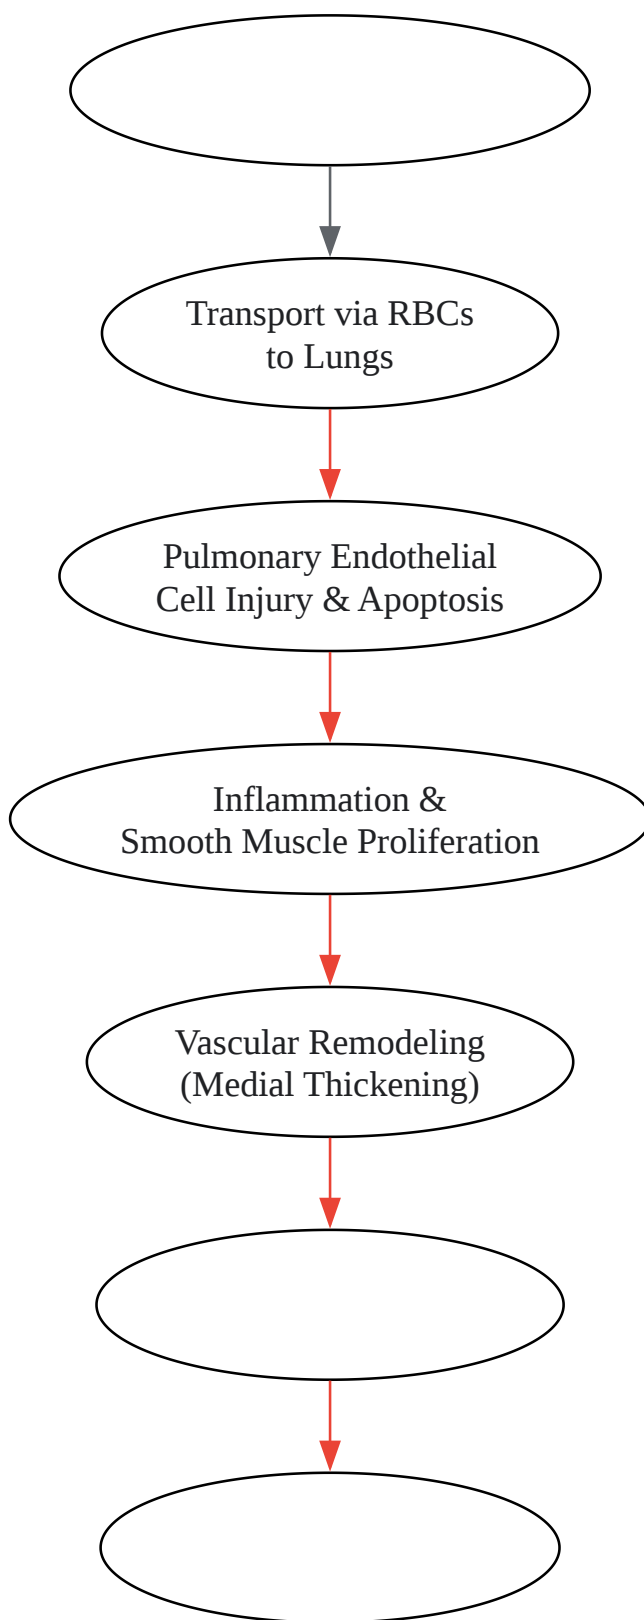 Transport via RBCs
to Lungs
Pulmonary Endothelial
Cell Injury & Apoptosis
Inflammation &
Smooth Muscle Proliferation
Vascular Remodeling
(Medial Thickening)